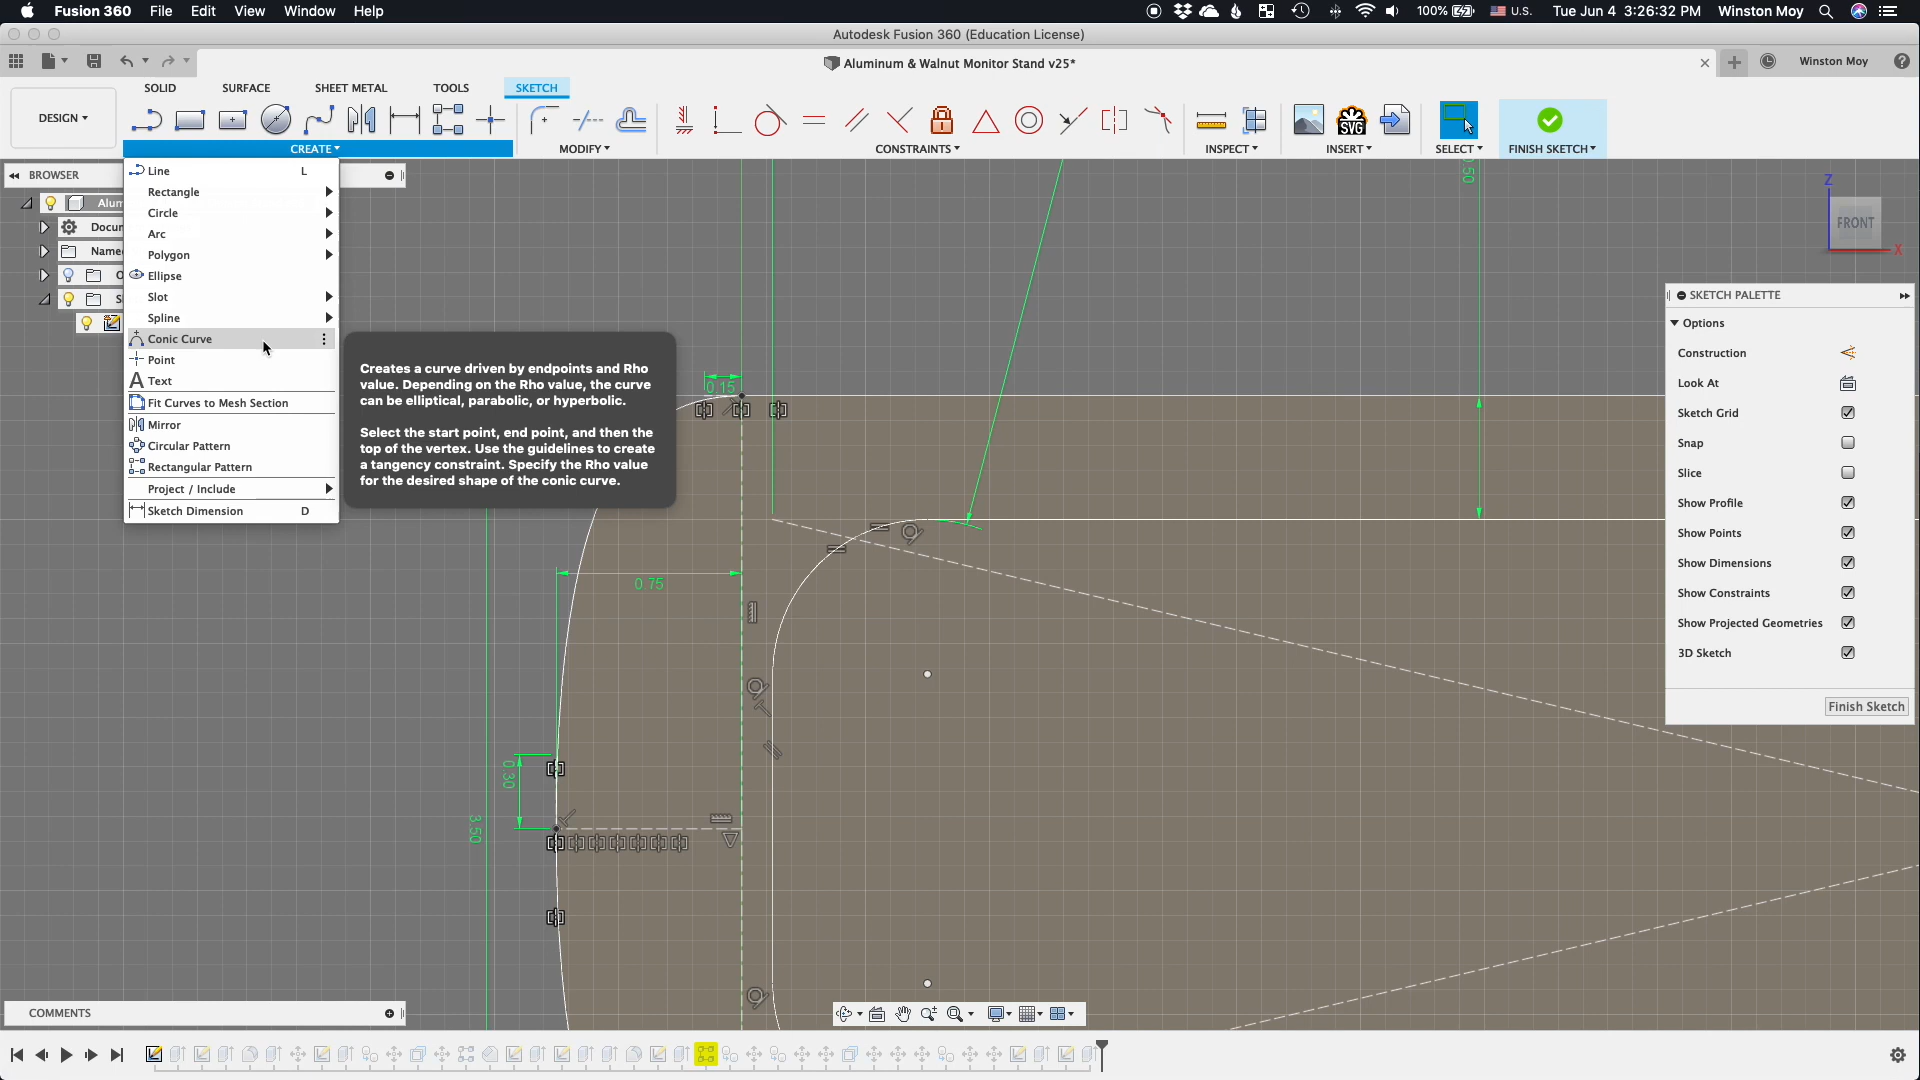 Fusion 360 File Edit View Window Help
100% U.S. Tue Jun 4 3:26:32 PM Winston Moy
Autodesk Fusion 360 (Education License)
Aluminum & Walnut Monitor Stand v25*
Winston Moy
SOLID SURFACE SHEET METAL TOOLS SKETCH
DESIGN
CREATE MODIFY CONSTRAINTS INSPECT INSERT SELECT FINISH SKETCH
SVG
BROWSER
Alum
Docu
Name
O
S
Line L
Rectangle
Circle
Arc
Polygon
Ellipse
Slot
Spline
Conic Curve
Point
Text
Fit Curves to Mesh Section
Mirror
Circular Pattern
Rectangular Pattern
Project / Include
Sketch Dimension D
Creates a curve driven by endpoints and Rho
value. Depending on the Rho value, the curve
can be elliptical, parabolic, or hyperbolic.
Select the start point, end point, and then the
top of the vertex. Use the guidelines to create
a tangency constraint. Specify the Rho value
for the desired shape of the conic curve.
0.15
0.75
0.30
3.50
.50
Z
FRONT
X
SKETCH PALETTE
Options
Construction
Look At
Sketch Grid
Snap
Slice
Show Profile
Show Points
Show Dimensions
Show Constraints
Show Projected Geometries
3D Sketch
Finish Sketch
COMMENTS